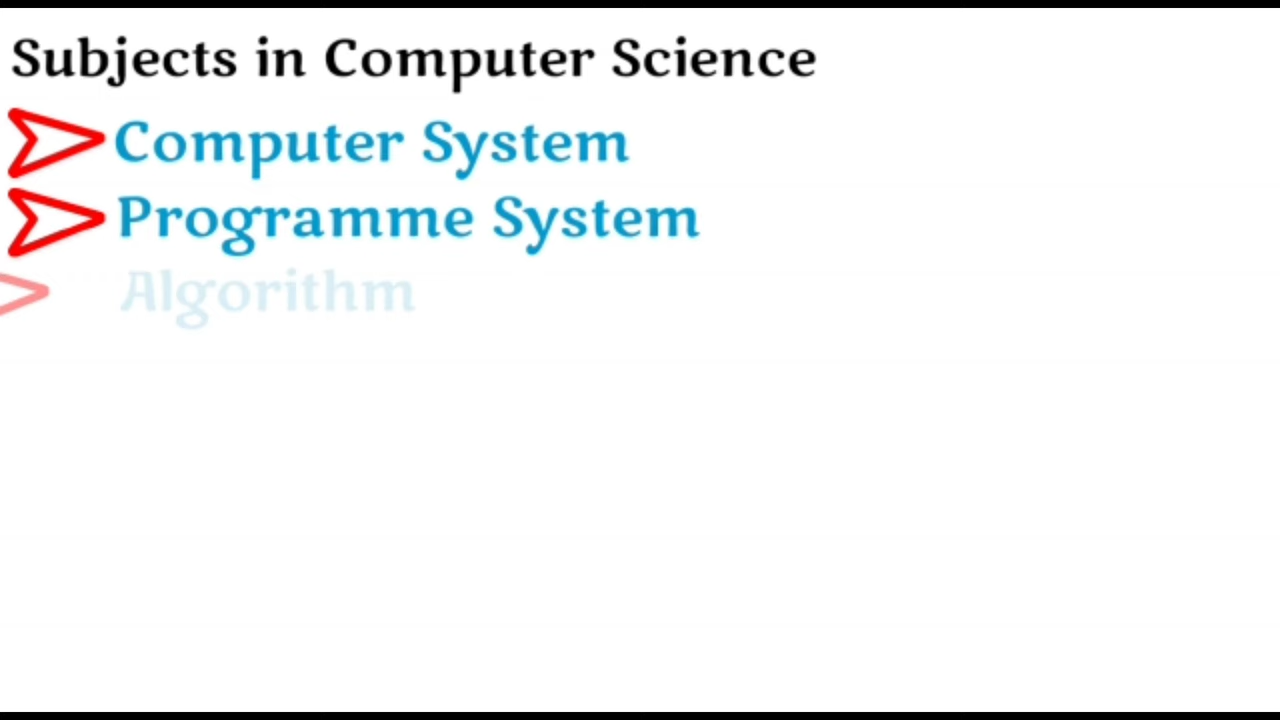 Subjects in Computer Science
Computer System
Programme System
Algorithm